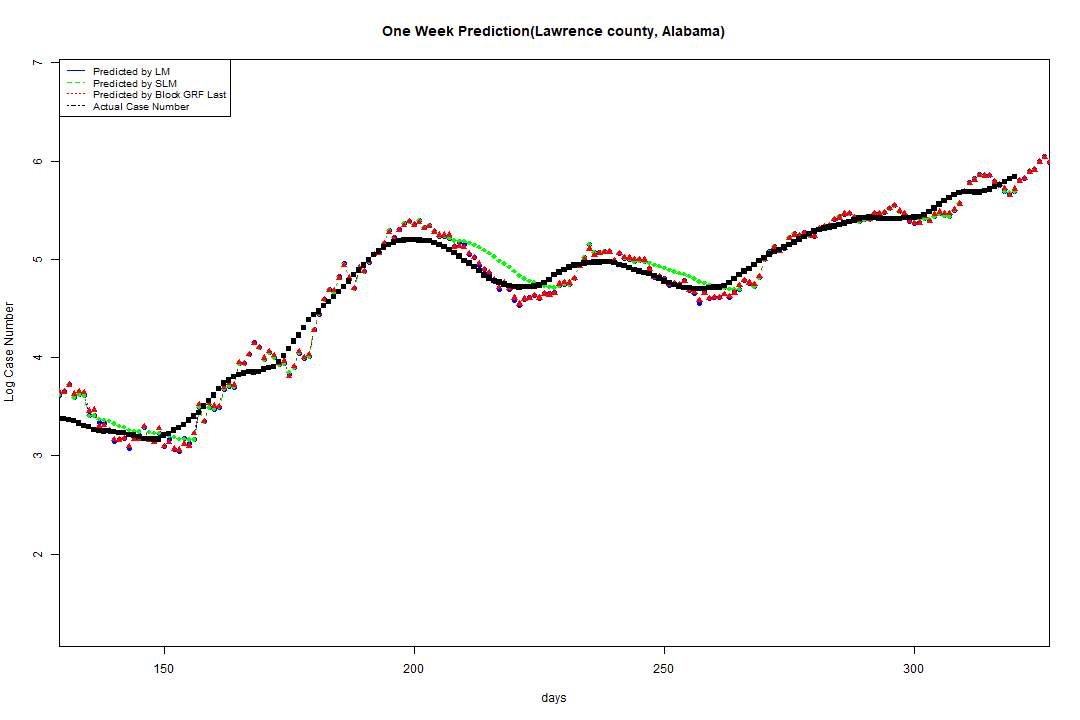 One Week Prediction(Lawrence county, Alabama)
Predicted by LM
Predicted by SLM
Predicted by Block GRF Last
Actual Case Number
7
6
5
4
3
2
Log Case Number
150 200 250 300
days